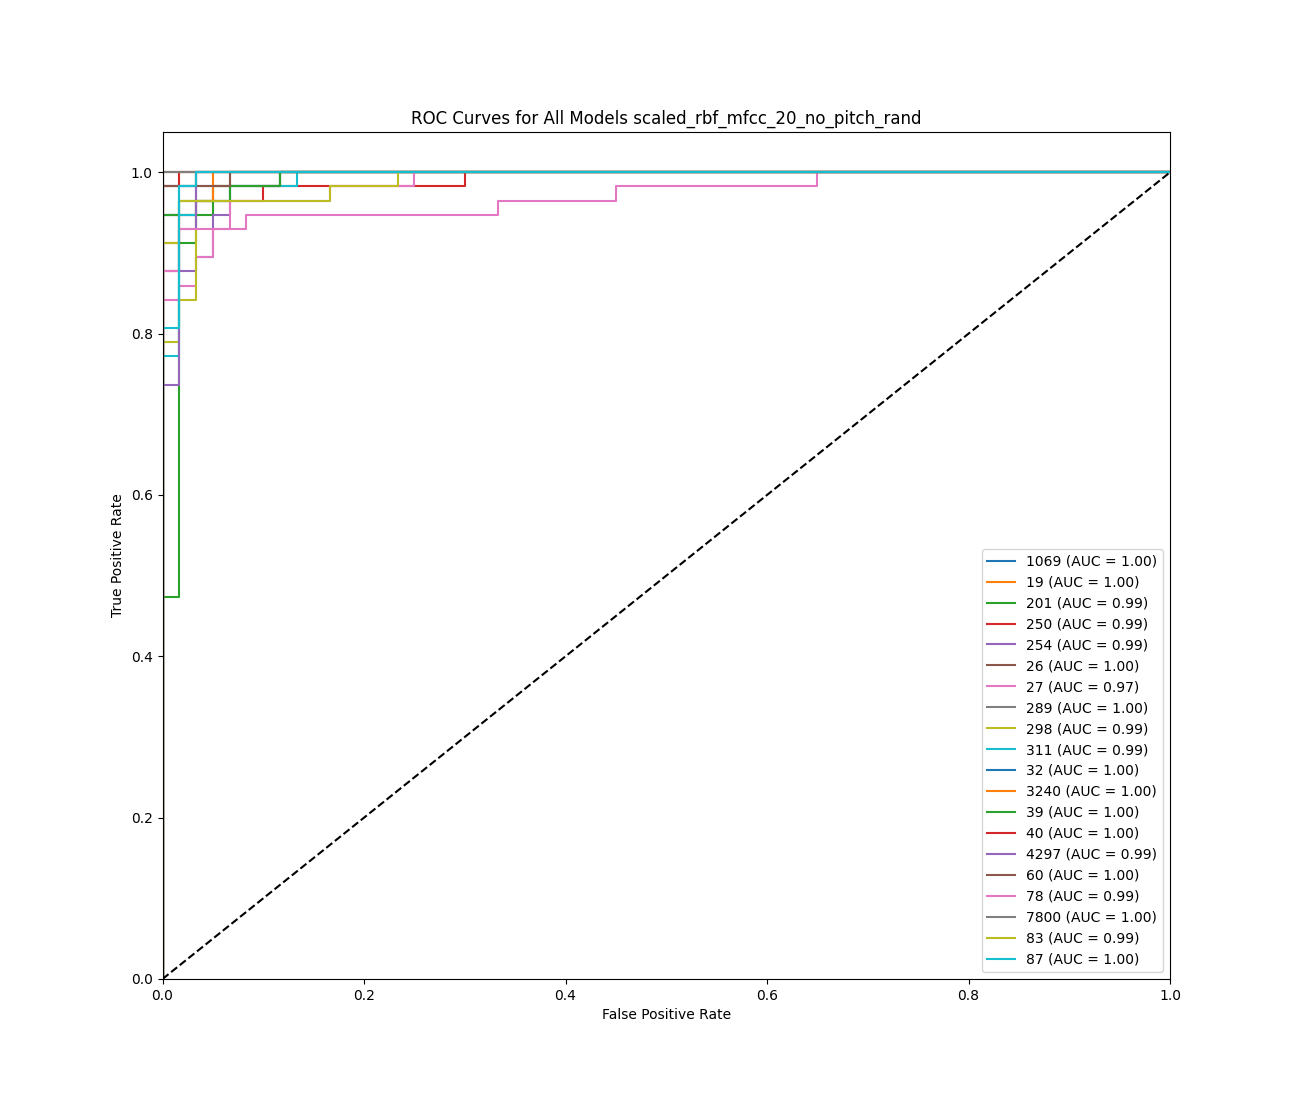 ROC Curves for All Models scaled_rbf_mfcc_20_no_pitch_rand
1.0
0.8
0.6
0.4
0.2
0.0
True Positive Rate
0.0 0.2 0.4 0.6 0.8 1.0
False Positive Rate
1069 (AUC = 1.00)
19 (AUC = 1.00)
201 (AUC = 0.99)
250 (AUC = 0.99)
254 (AUC = 0.99)
26 (AUC = 1.00)
27 (AUC = 0.97)
289 (AUC = 1.00)
298 (AUC = 0.99)
311 (AUC = 0.99)
32 (AUC = 1.00)
3240 (AUC = 1.00)
39 (AUC = 1.00)
40 (AUC = 1.00)
4297 (AUC = 0.99)
60 (AUC = 1.00)
78 (AUC = 0.99)
7800 (AUC = 1.00)
83 (AUC = 0.99)
87 (AUC = 1.00)